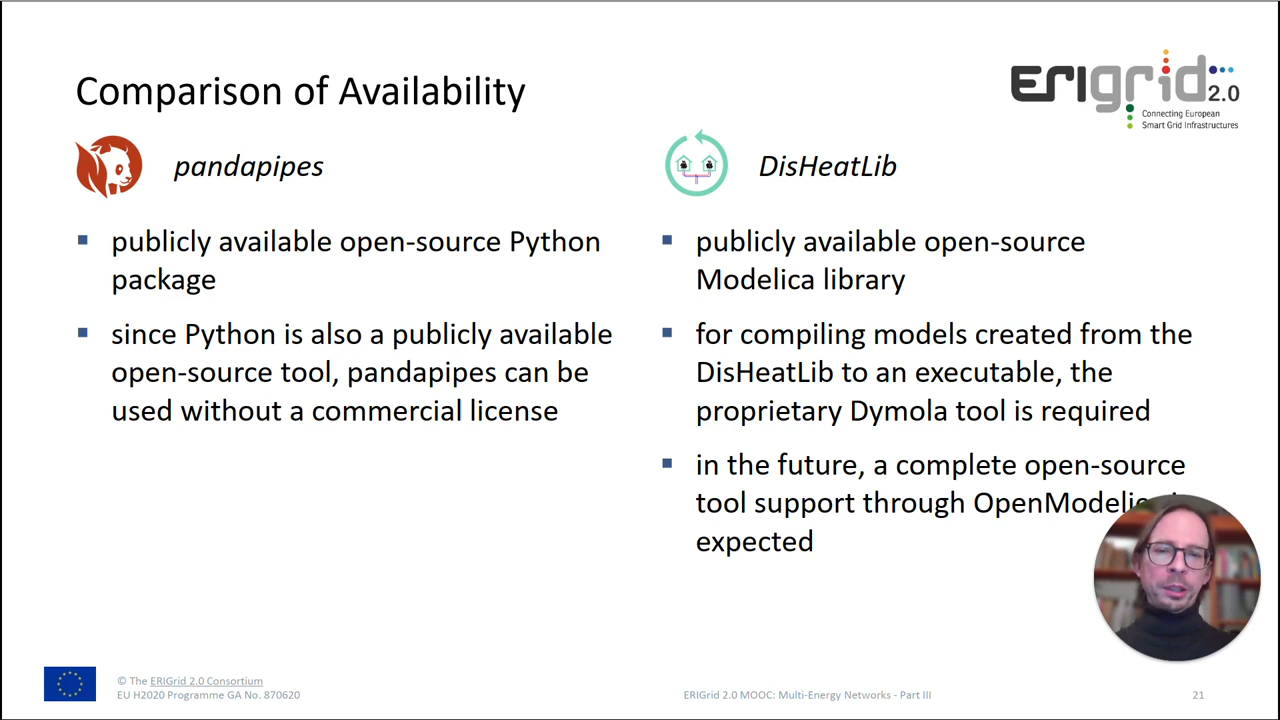 Comparison of Availability
ERIGrid 2.0
Connecting European
Smart Grid Infrastructures
pandapipes
publicly available open-source Python
package
since Python is also a publicly available
open-source tool, pandapipes can be
used without a commercial license
DisHeatLib
publicly available open-source
Modelica library
for compiling models created from the
DisHeatLib to an executable, the
proprietary Dymola tool is required
in the future, a complete open-source
tool support through
expected
© The ERIGrid 2.0 Consortium
EU H2020 Programme GA No. 870620
ERIGrid 2.0 MOOC: Multi-Energy Networks - Part III
21